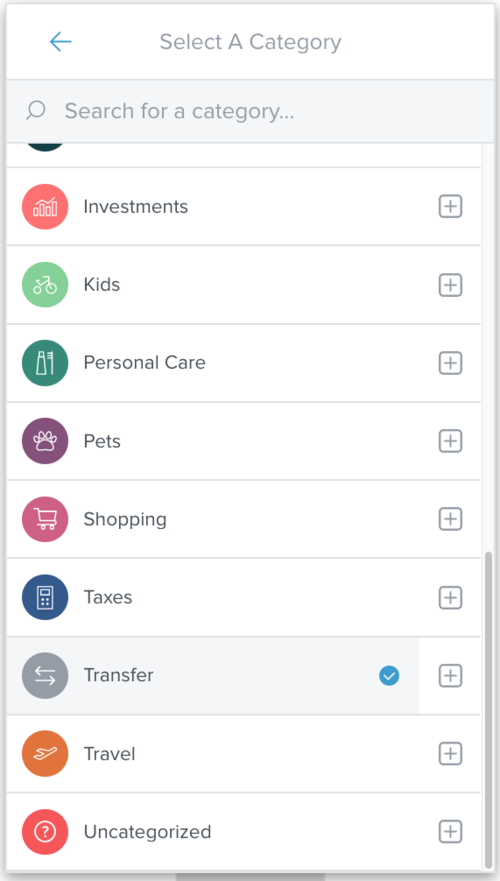 Select A Category
Search for a category...
Investments
Kids
Personal Care
Pets
Shopping
Taxes
Transfer
Travel
Uncategorized